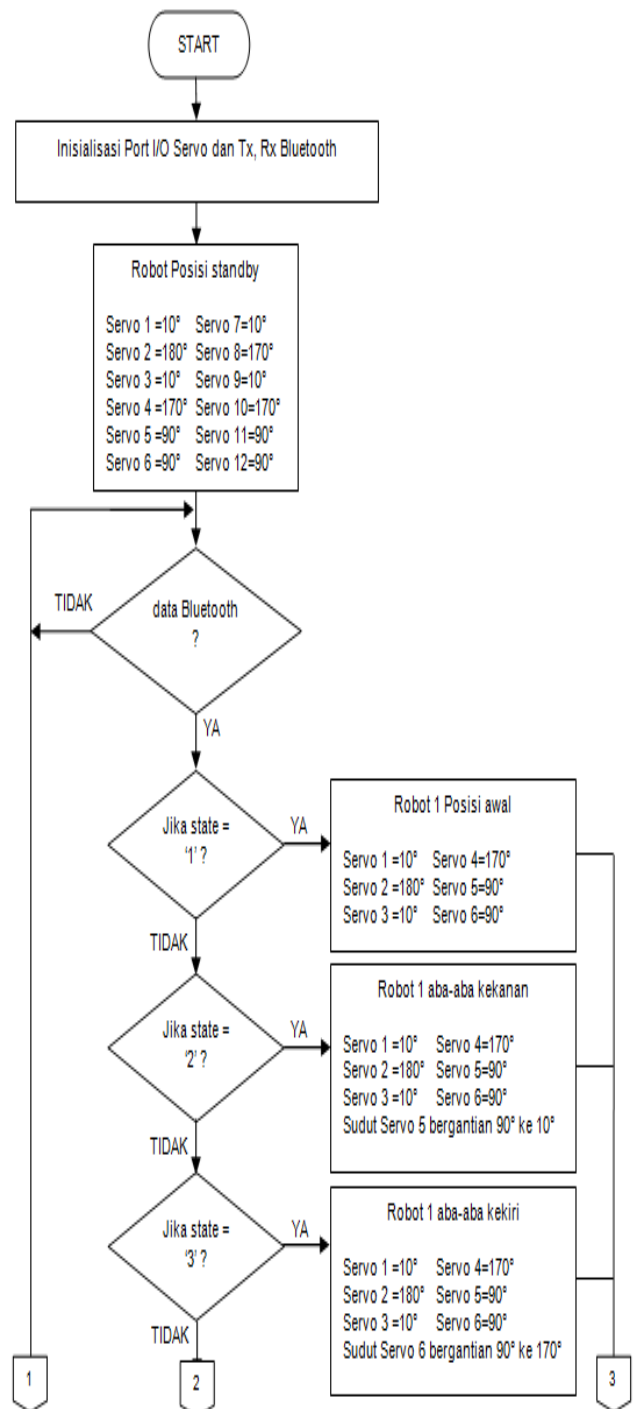 START
Inisialisasi Port I/O Servo dan Tx, Rx Bluetooth
Robot Posisi standby
Servo 1 =10° Servo 7=10°
Servo 2 =180° Servo 8=170°
Servo 3 =10° Servo 9=10°
Servo 4 =170° Servo 10=170°
Servo 5 =90° Servo 11=90°
Servo 6 =90° Servo 12=90°
TIDAK
data Bluetooth
?
YA
Jika state =
'1' ?
YA
Robot 1 Posisi awal
Servo 1 =10° Servo 4=170°
Servo 2 =180° Servo 5=90°
Servo 3 =10° Servo 6=90°
TIDAK
Jika state =
'2' ?
YA
Robot 1 aba-aba kekanan
Servo 1 =10° Servo 4=170°
Servo 2 =180° Servo 5=90°
Servo 3 =10° Servo 6=90°
Sudut Servo 5 bergantian 90° ke 10°
TIDAK
Jika state =
'3' ?
YA
Robot 1 aba-aba kekiri
Servo 1 =10° Servo 4=170°
Servo 2 =180° Servo 5=90°
Servo 3 =10° Servo 6=90°
Sudut Servo 6 bergantian 90° ke 170°
TIDAK
1
2
3